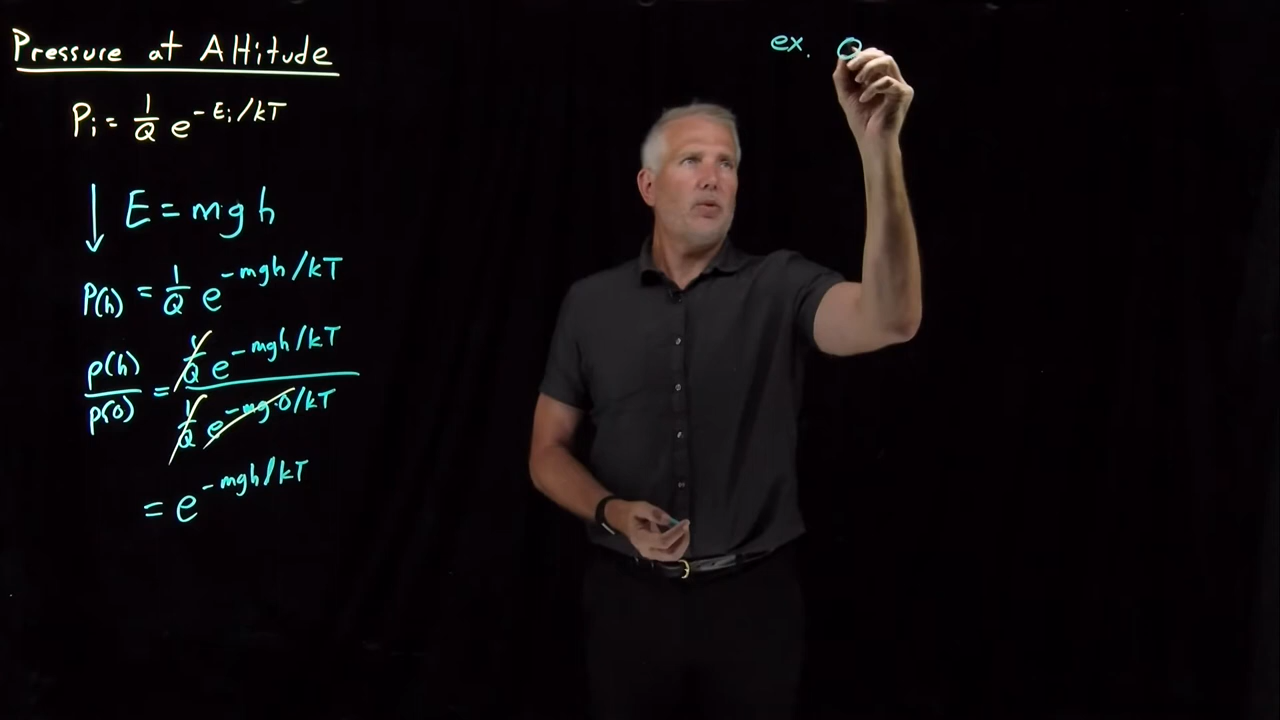 Pressure at Altitude
Pᵢ = 1/Q e^(-Eᵢ/kT)
↓ E = mgh
P(h) = 1/Q e^(-mgh/kT)
p(h)/p(0) = (1/Q e^(-mgh/kT))/(1/Q e^(-mg·0/kT))
= e^(-mgh/kT)
ex. O